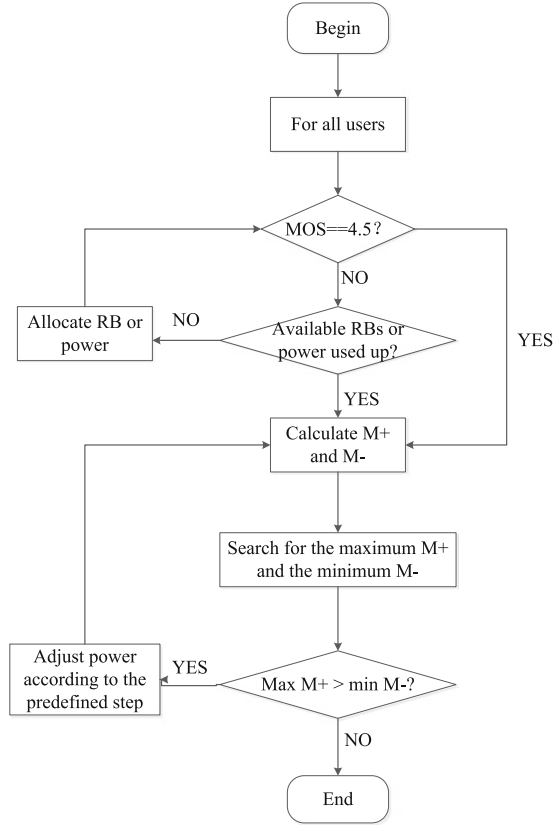 Begin
For all users
MOS==4.5?
NO
YES
Allocate RB or
power
NO
Available RBs or
power used up?
YES
Calculate M+
and M-
Search for the maximum M+
and the minimum M-
Adjust power
according to the
predefined step
YES
Max M+ > min M-?
NO
End